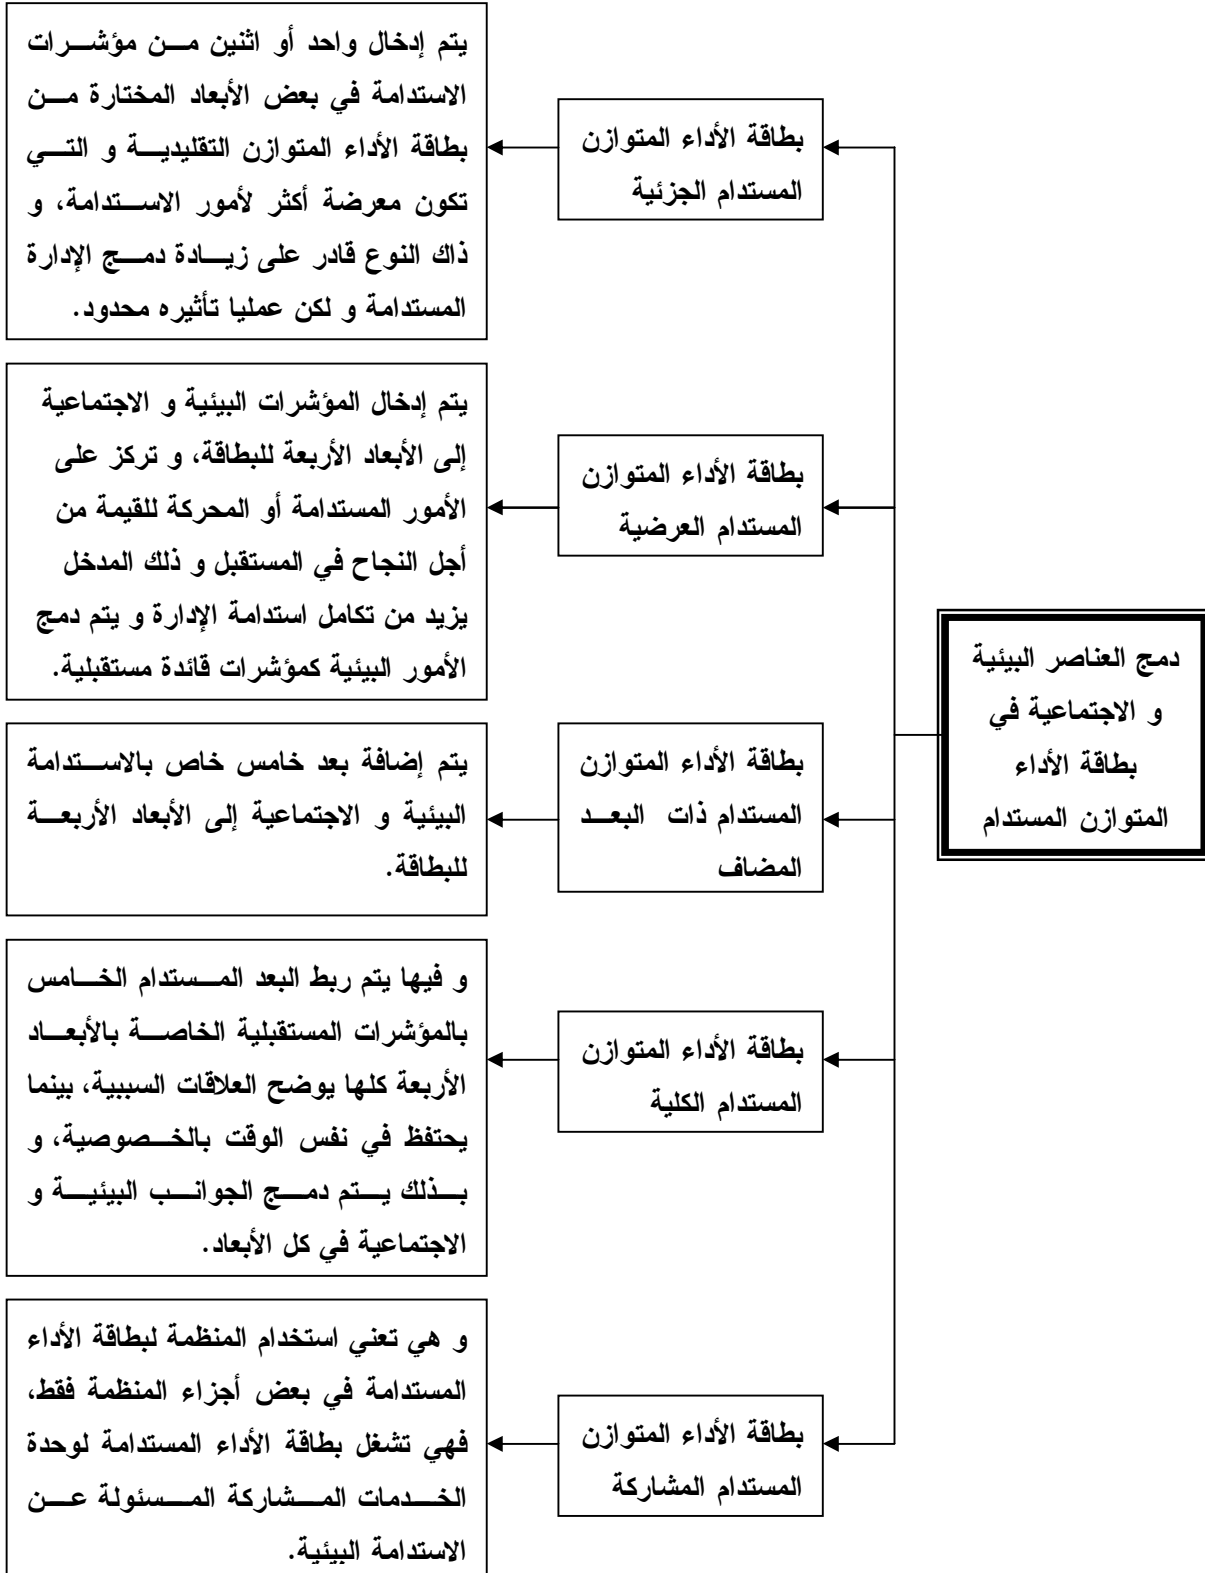 دمج العناصر البيئية
و الاجتماعية في
بطاقة الأداء
المتوازن المستدام
بطاقة الأداء المتوازن
المستدام الجزئية
يتم إدخال واحد أو اثنين من مؤشرات
الاستدامة في بعض الأبعاد المختارة من
بطاقة الأداء المتوازن التقليدية و التي
تكون معرضة أكثر لأمور الاستدامة، و
ذاك النوع قادر على زيادة دمج الإدارة
المستدامة و لكن عمليا تأثيره محدود.
بطاقة الأداء المتوازن
المستدام العرضية
يتم إدخال المؤشرات البيئية و الاجتماعية
إلى الأبعاد الأربعة للبطاقة، و تركز على
الأمور المستدامة أو المحركة للقيمة من
أجل النجاح في المستقبل و ذلك المدخل
يزيد من تكامل استدامة الإدارة و يتم دمج
الأمور البيئية كمؤشرات قائدة مستقبلية.
بطاقة الأداء المتوازن
المستدام ذات البعد
المضاف
يتم إضافة بعد خامس خاص بالاستدامة
البيئية و الاجتماعية إلى الأبعاد الأربعة
للبطاقة.
بطاقة الأداء المتوازن
المستدام الكلية
و فيها يتم ربط البعد المستدام الخامس
بالمؤشرات المستقبلية الخاصة بالأبعاد
الأربعة كلها يوضح العلاقات السببية، بينما
يحتفظ في نفس الوقت بالخصوصية، و
بذلك يتم دمج الجوانب البيئية و
الاجتماعية في كل الأبعاد.
بطاقة الأداء المتوازن
المستدام المشاركة
و هي تعني استخدام المنظمة لبطاقة الأداء
المستدامة في بعض أجزاء المنظمة فقط،
فهي تشغل بطاقة الأداء المستدامة لوحدة
الخدمات المشاركة المسئولة عن
الاستدامة البيئية.